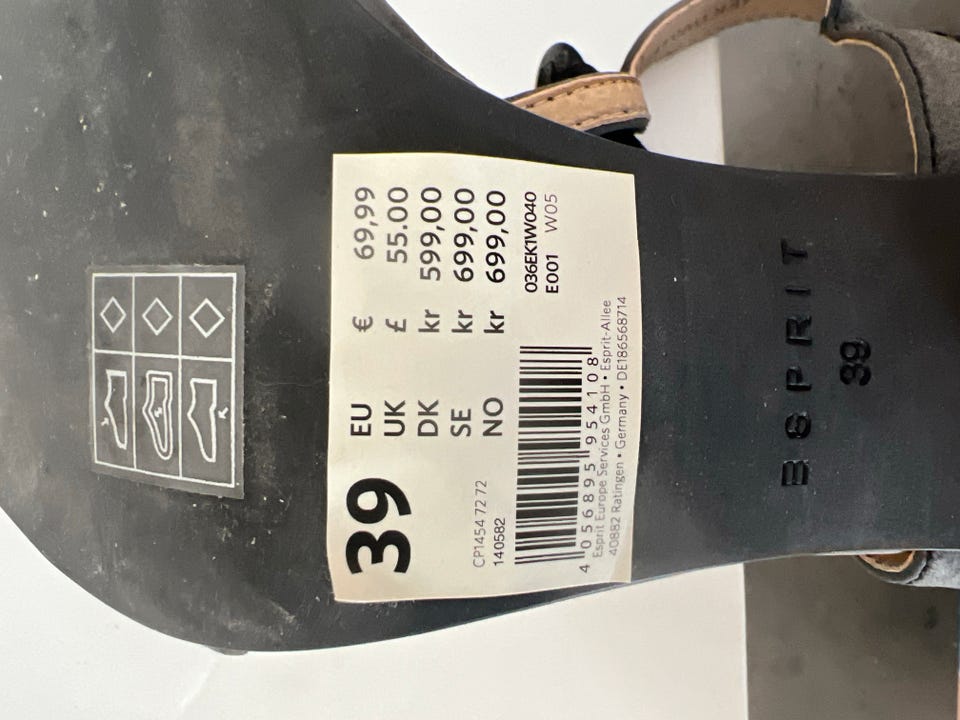 39
EU € 69,99
UK £ 55.00
DK kr 599,00
SE kr 699,00
NO kr 699,00
CP1454 72 72
140582
036EK1W040
E001 W05
4 056895 954108
Esprit Europe Services GmbH • Esprit-Allee
40882 Ratingen • Germany • DE186568714
ESPRIT
39